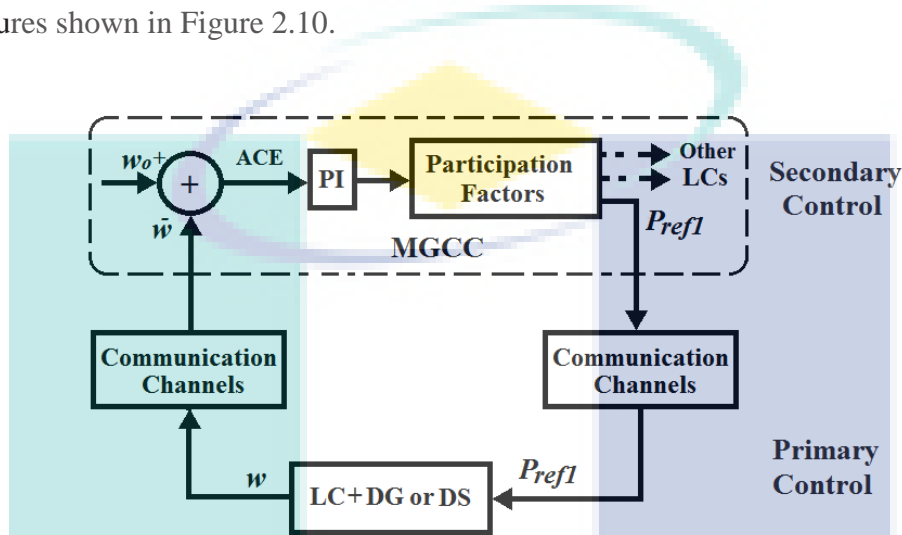 ures shown in Figure 2.10.
wo + ACE
+
w̄
PI
Participation
Factors
Other
LCs
Pref1
MGCC
Secondary
Control
Communication
Channels
Communication
Channels
w
LC+DG or DS
Pref1
Primary
Control